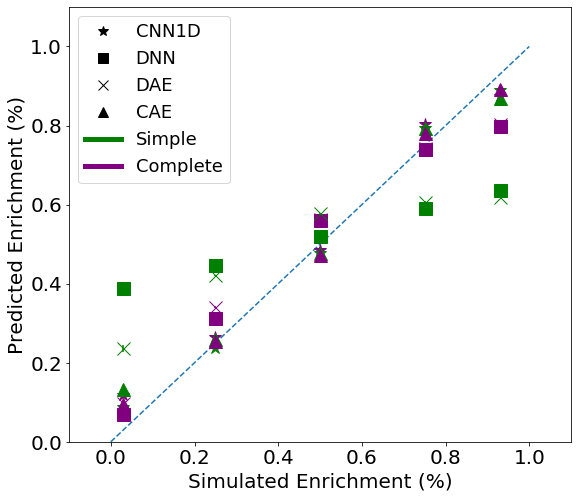 CNN1D
DNN
DAE
CAE
Simple
Complete
1.0
0.8
0.6
0.4
0.2
0.0
Predicted Enrichment (%)
0.0 0.2 0.4 0.6 0.8 1.0
Simulated Enrichment (%)